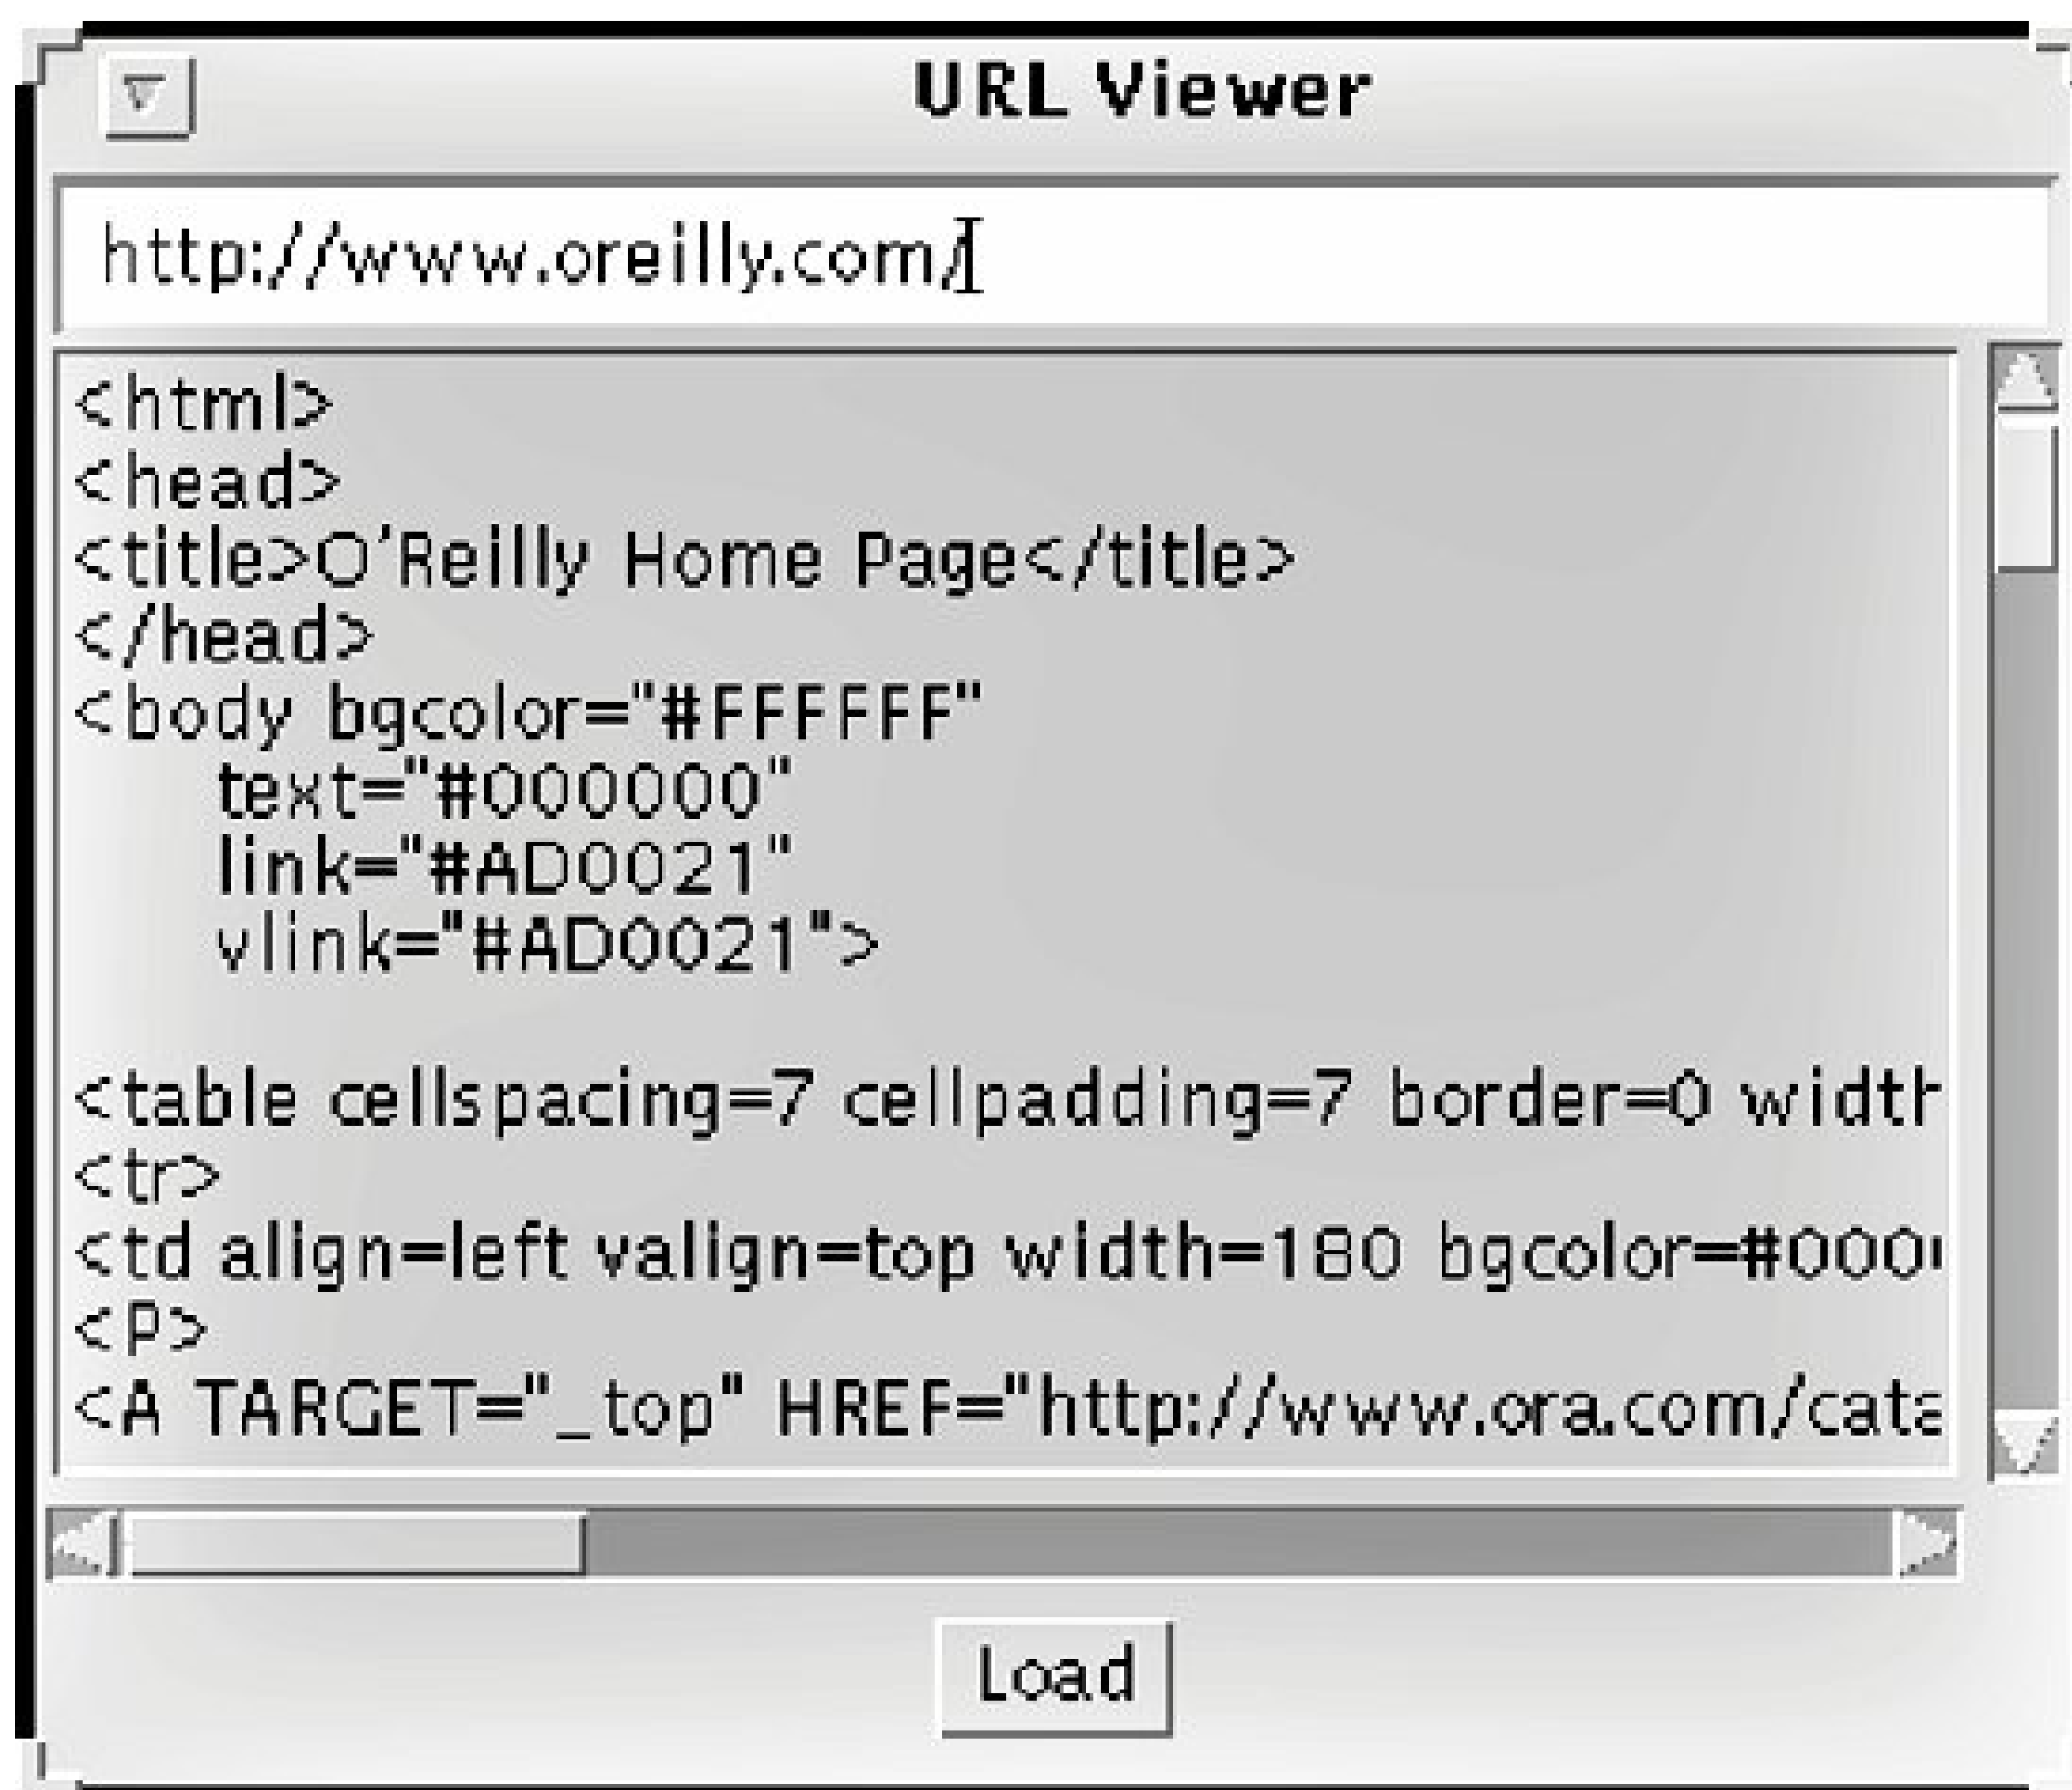 URL Viewer
http://www.oreilly.com/
<html>
<head>
<title>O'Reilly Home Page</title>
</head>
<body bgcolor="#FFFFFF"
text="#000000"
link="#AD0021"
vlink="#AD0021">
<table cellspacing=7 cellpadding=7 border=0 width
<tr>
<td align=left valign=top width=180 bgcolor=#000
<P>
<A TARGET="_top" HREF="http://www.ora.com/cata
Load